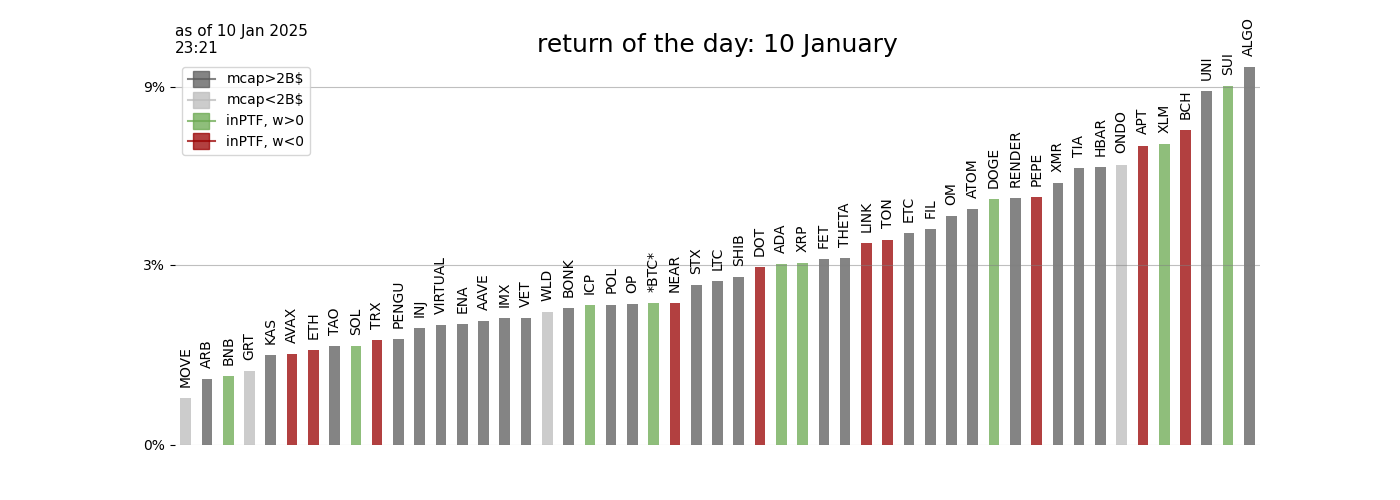 as of 10 Jan 2025
23:21
return of the day: 10 January
mcap>2B$
mcap<2B$
inPTF, w>0
inPTF, w<0
9%
3%
0%
MOVE
ARB
BNB
GRT
KAS
AVAX
ETH
TAO
SOL
TRX
PENGU
INJ
VIRTUAL
ENA
AAVE
IMX
VET
WLD
BONK
ICP
POL
OP
*BTC*
NEAR
STX
LTC
SHIB
DOT
ADA
XRP
FET
THETA
LINK
TON
ETC
FIL
OM
ATOM
DOGE
RENDER
PEPE
XMR
TIA
HBAR
ONDO
APT
XLM
BCH
UNI
SUI
ALGO